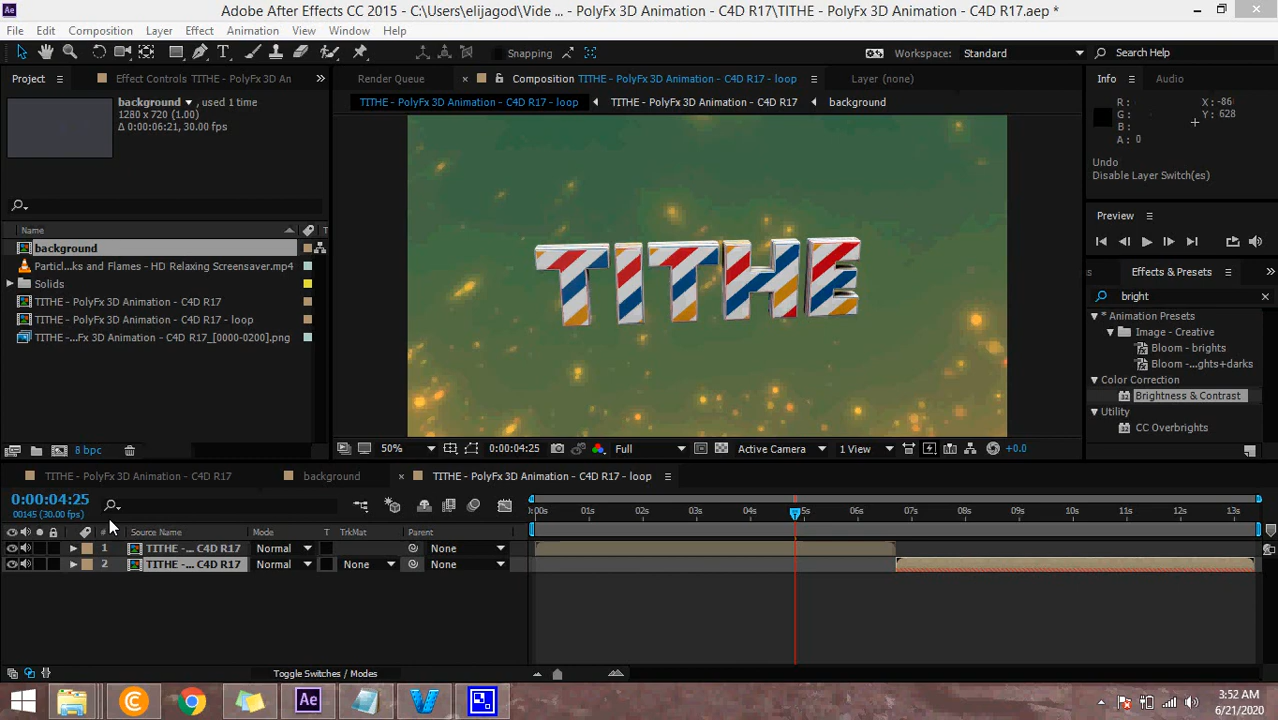 Adobe After Effects CC 2015 - C:\Users\elijagod\Vide ... - PolyFx 3D Animation - C4D R17\TITHE - PolyFx 3D Animation - C4D R17.aep *
File Edit Composition Layer Effect Animation View Window Help
Snapping Workspace: Standard Search Help
Project Effect Controls TITHE - PolyFx 3D An Render Queue Composition TITHE - PolyFx 3D Animation - C4D R17 - loop Layer (none) Info Audio
background, used 1 time
1280 x 720 (1.00)
Δ 0:00:06:21, 30.00 fps
TITHE - PolyFx 3D Animation - C4D R17 - loop TITHE - PolyFx 3D Animation - C4D R17 background
R :
G :
B :
A : 0
X: -86
Y: 628
Undo
Disable Layer Switch(es)
Preview
Name T
background
Particl...ks and Flames - HD Relaxing Screensaver.mp4
Solids
TITHE - PolyFx 3D Animation - C4D R17
TITHE - PolyFx 3D Animation - C4D R17 - loop
TITHE -...Fx 3D Animation - C4D R17_[0000-0200].png
TITHE
Effects & Presets
bright
* Animation Presets
Image - Creative
Bloom - brights
Bloom -...ghts+darks
Color Correction
Brightness & Contrast
Utility
CC Overbrights
8 bpc
50% 0:00:04:25 Full Active Camera 1 View +0.0
TITHE - PolyFx 3D Animation - C4D R17 background TITHE - PolyFx 3D Animation - C4D R17 - loop
0:00:04:25
00145 (30.00 fps)
:00s 01s 02s 03s 04s 05s 06s 07s 08s 09s 10s 11s 12s 13s
# Source Name Mode T TrkMat Parent
1 TITHE -... C4D R17 Normal None
2 TITHE -... C4D R17 Normal None None
Toggle Switches / Modes
Ae
3:52 AM
6/21/2020